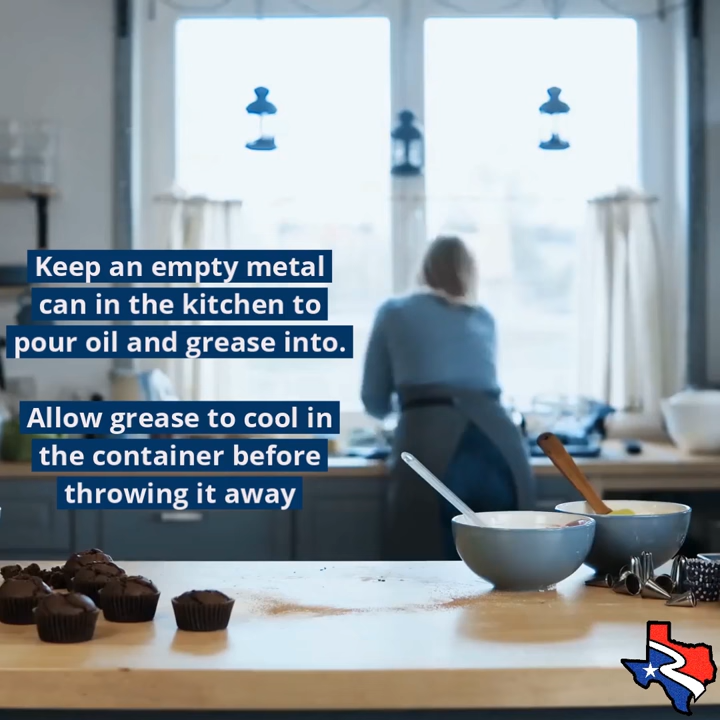 Keep an empty metal
can in the kitchen to
pour oil and grease into.
Allow grease to cool in
the container before
throwing it away